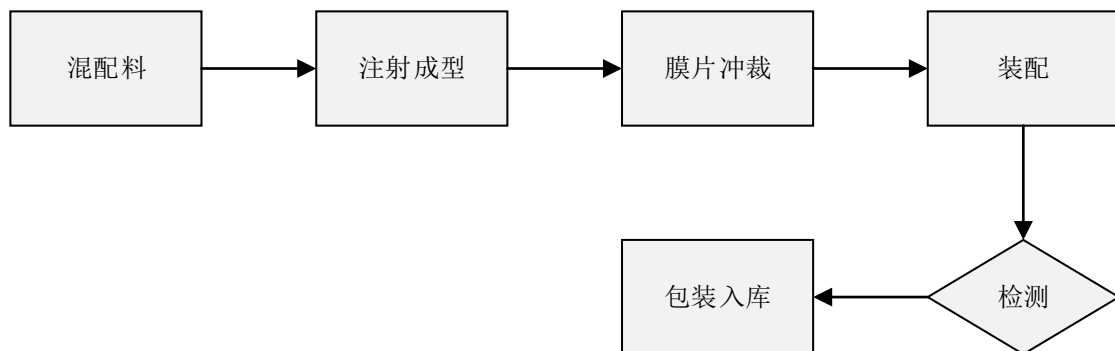 混配料
注射成型
膜片冲裁
装配
检测
包装入库